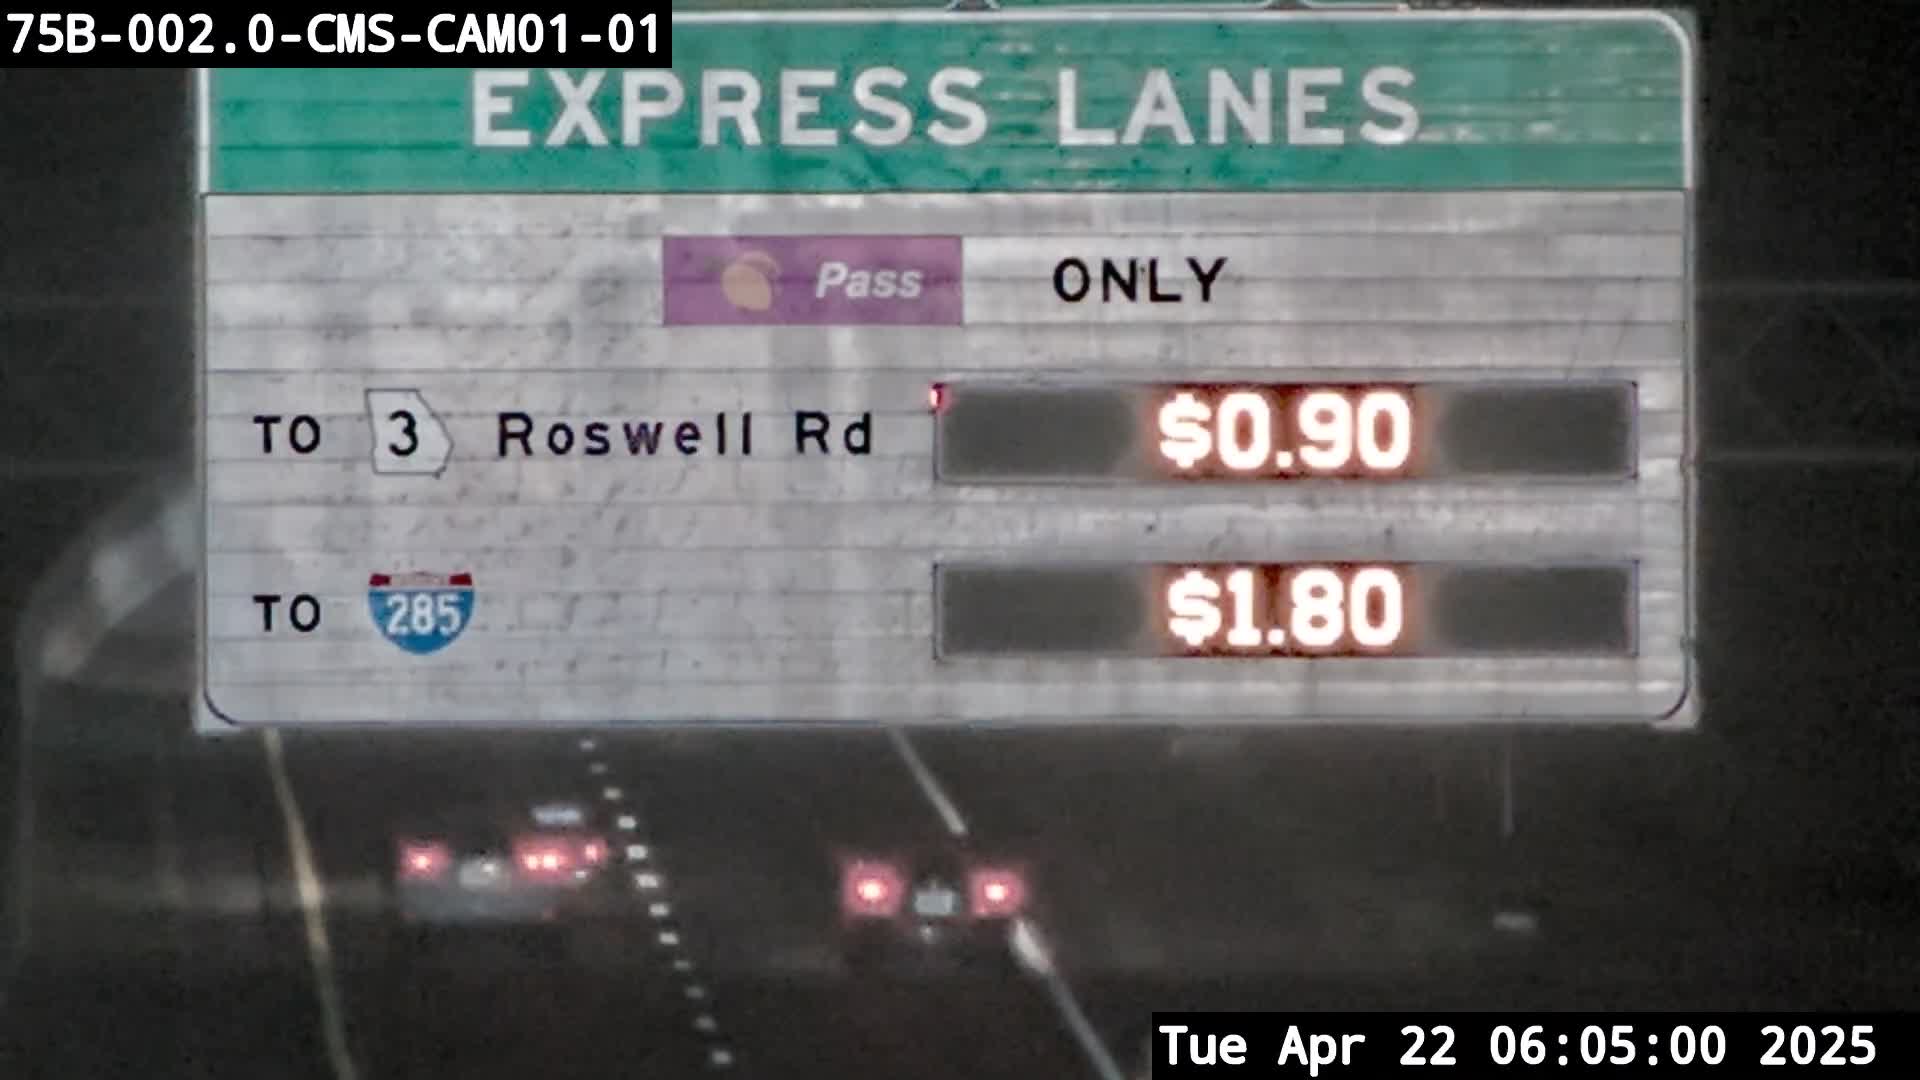 75B-002.0-CMS-CAM01-01
EXPRESS LANES
Pass ONLY
TO 3 Roswell Rd $0.90
TO 285 $1.80
Tue Apr 22 06:05:00 2025